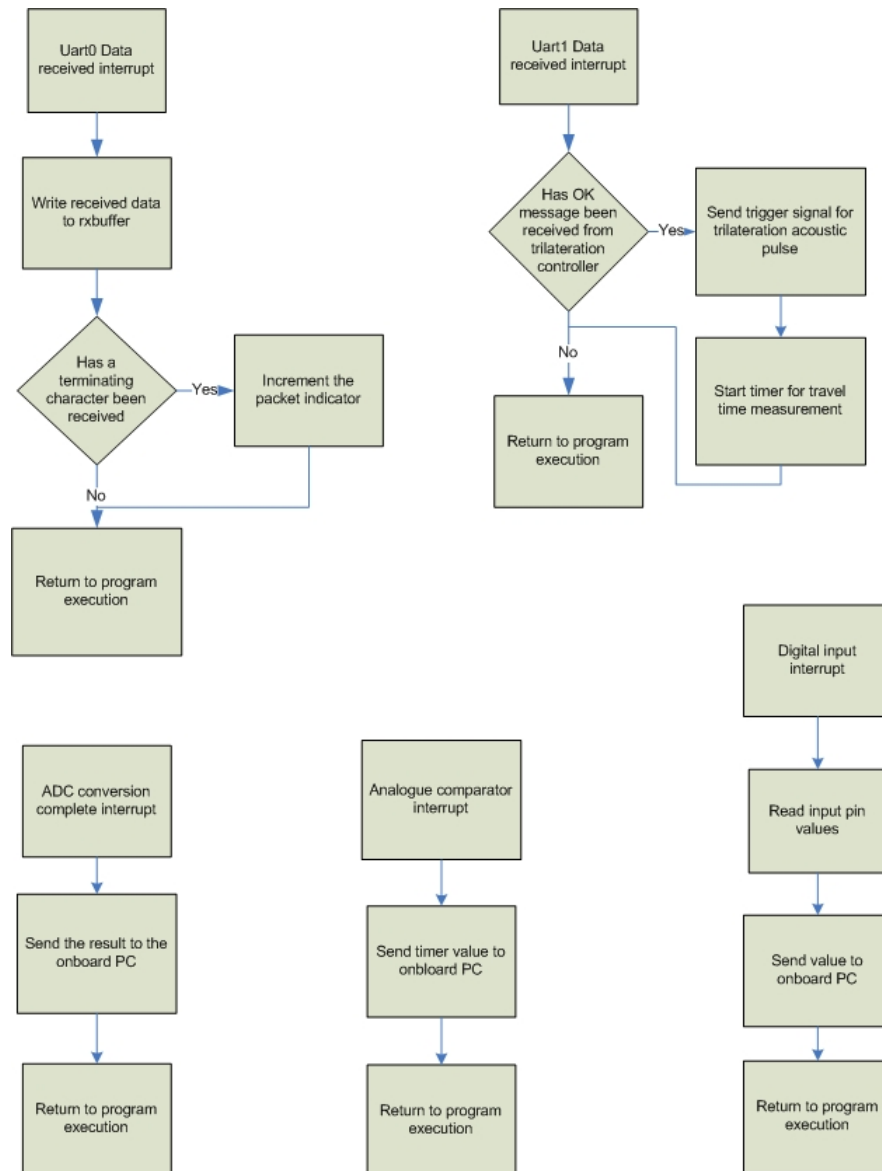 Uart0 Data
received interrupt
Write received data
to rxbuffer
Has a
terminating
character been
received
Yes
Increment the
packet indicator
No
Return to program
execution
Uart1 Data
received interrupt
Has OK
message been
received from
trilateration
controller
Yes
Send trigger signal for
trilateration acoustic
pulse
Start timer for travel
time measurement
No
Return to program
execution
ADC conversion
complete interrupt
Send the result to the
onboard PC
Return to program
execution
Analogue comparator
interrupt
Send timer value to
onbloard PC
Return to program
execution
Digital input
interrupt
Read input pin
values
Send value to
onboard PC
Return to program
execution